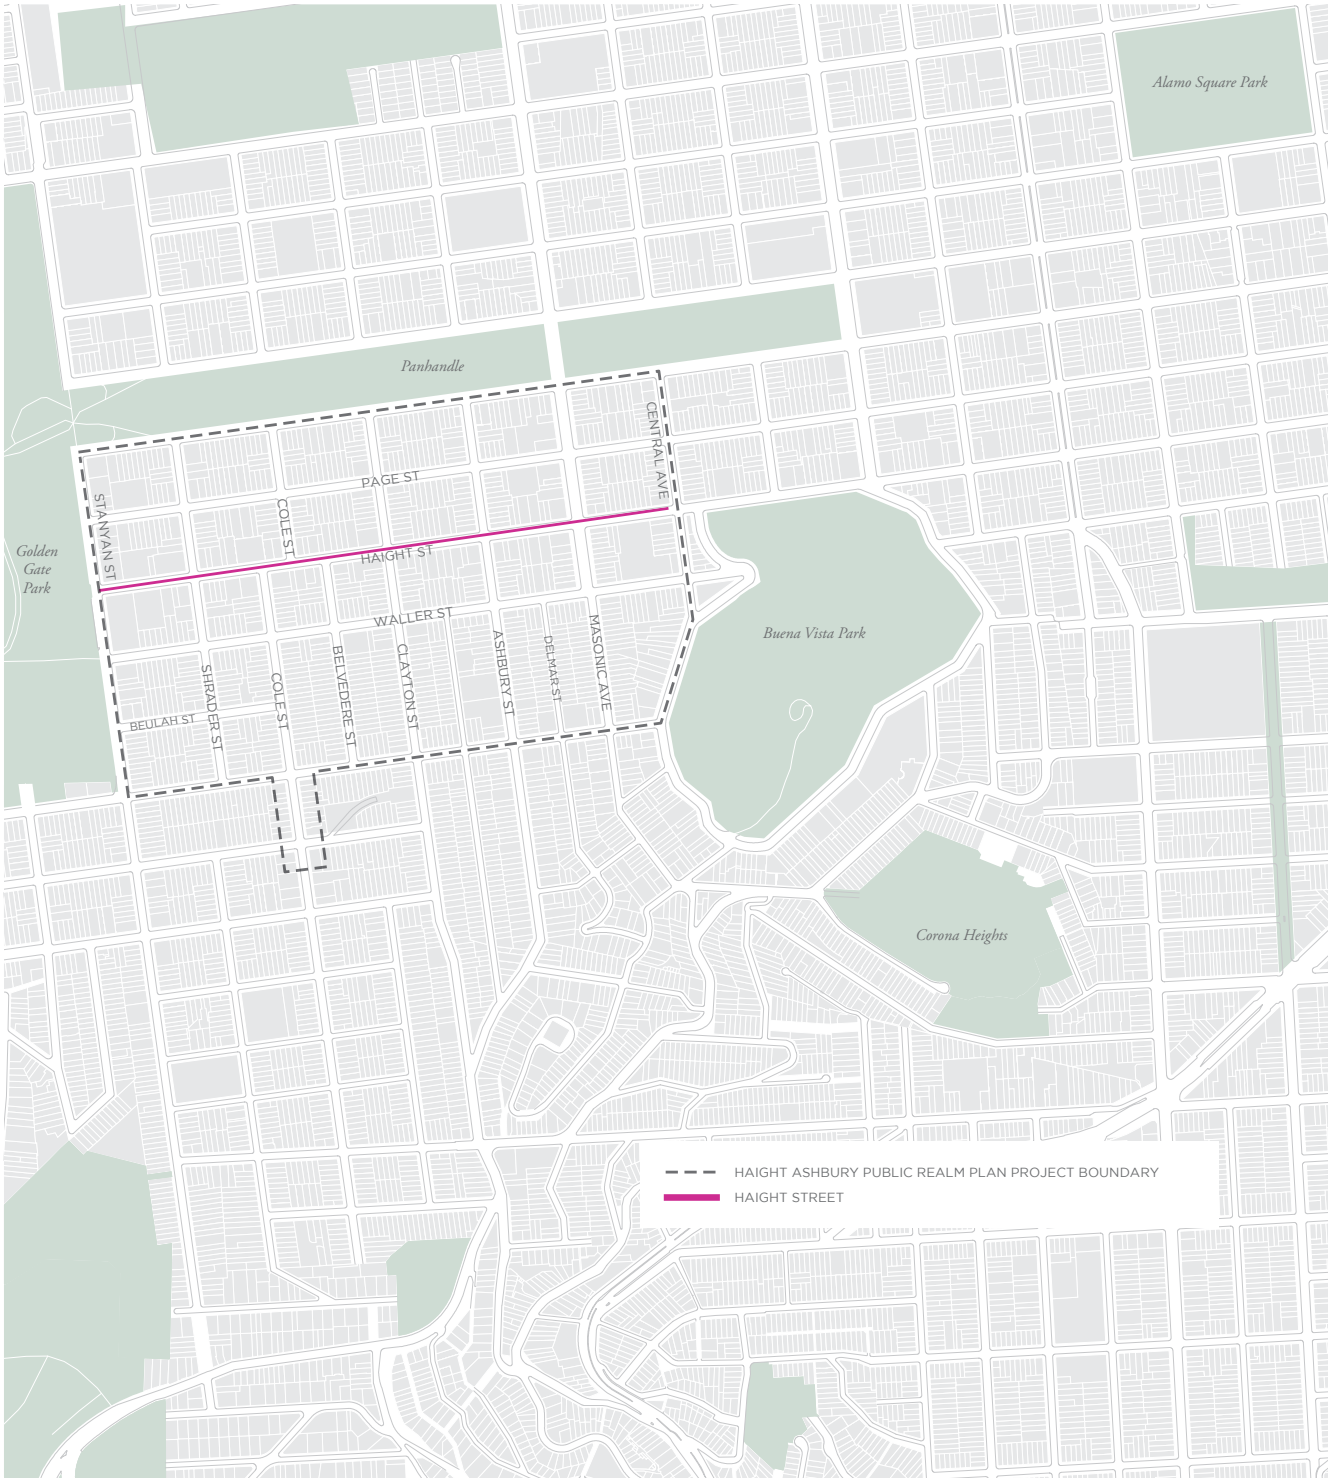 Alamo Square Park
Panhandle
CENTRAL AVE
PAGE ST
STANYAN ST
COLE ST
HAIGHT ST
Golden
Gate
Park
WALLER ST
Buena Vista Park
MASONIC AVE
ASHBURY ST
DELMAR ST
BELVEDERE ST
CLAYTON ST
SHRADER ST
COLE ST
BEULAH ST
Corona Heights
HAIGHT ASHBURY PUBLIC REALM PLAN PROJECT BOUNDARY
HAIGHT STREET